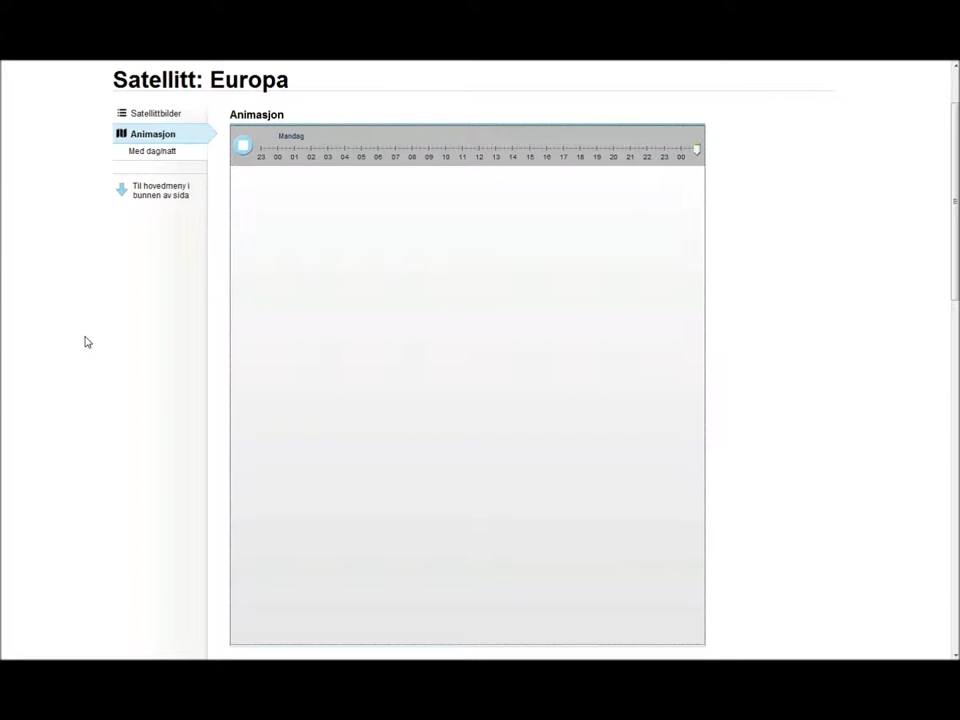 Satellitt: Europa
Satellittbilder
Animasjon
Med dag/natt
Til hovedmeny i
bunnen av sida
Animasjon
Mandag
23 00 01 02 03 04 05 06 07 08 09 10 11 12 13 14 15 16 17 18 19 20 21 22 23 00